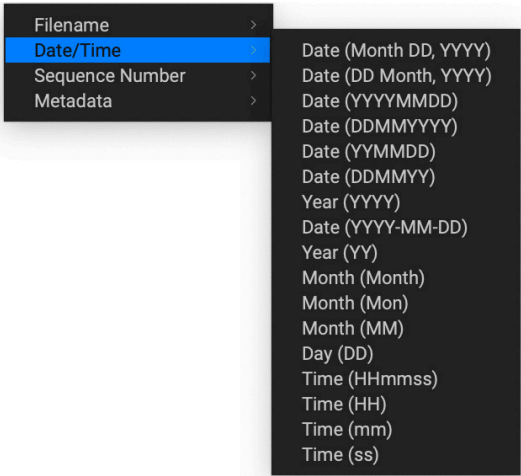 Filename
Date/Time
Sequence Number
Metadata
Date (Month DD, YYYY)
Date (DD Month, YYYY)
Date (YYYYMMDD)
Date (DDMMYYYY)
Date (YYMMDD)
Date (DDMMYY)
Year (YYYY)
Date (YYYY-MM-DD)
Year (YY)
Month (Month)
Month (Mon)
Month (MM)
Day (DD)
Time (HHmmss)
Time (HH)
Time (mm)
Time (ss)